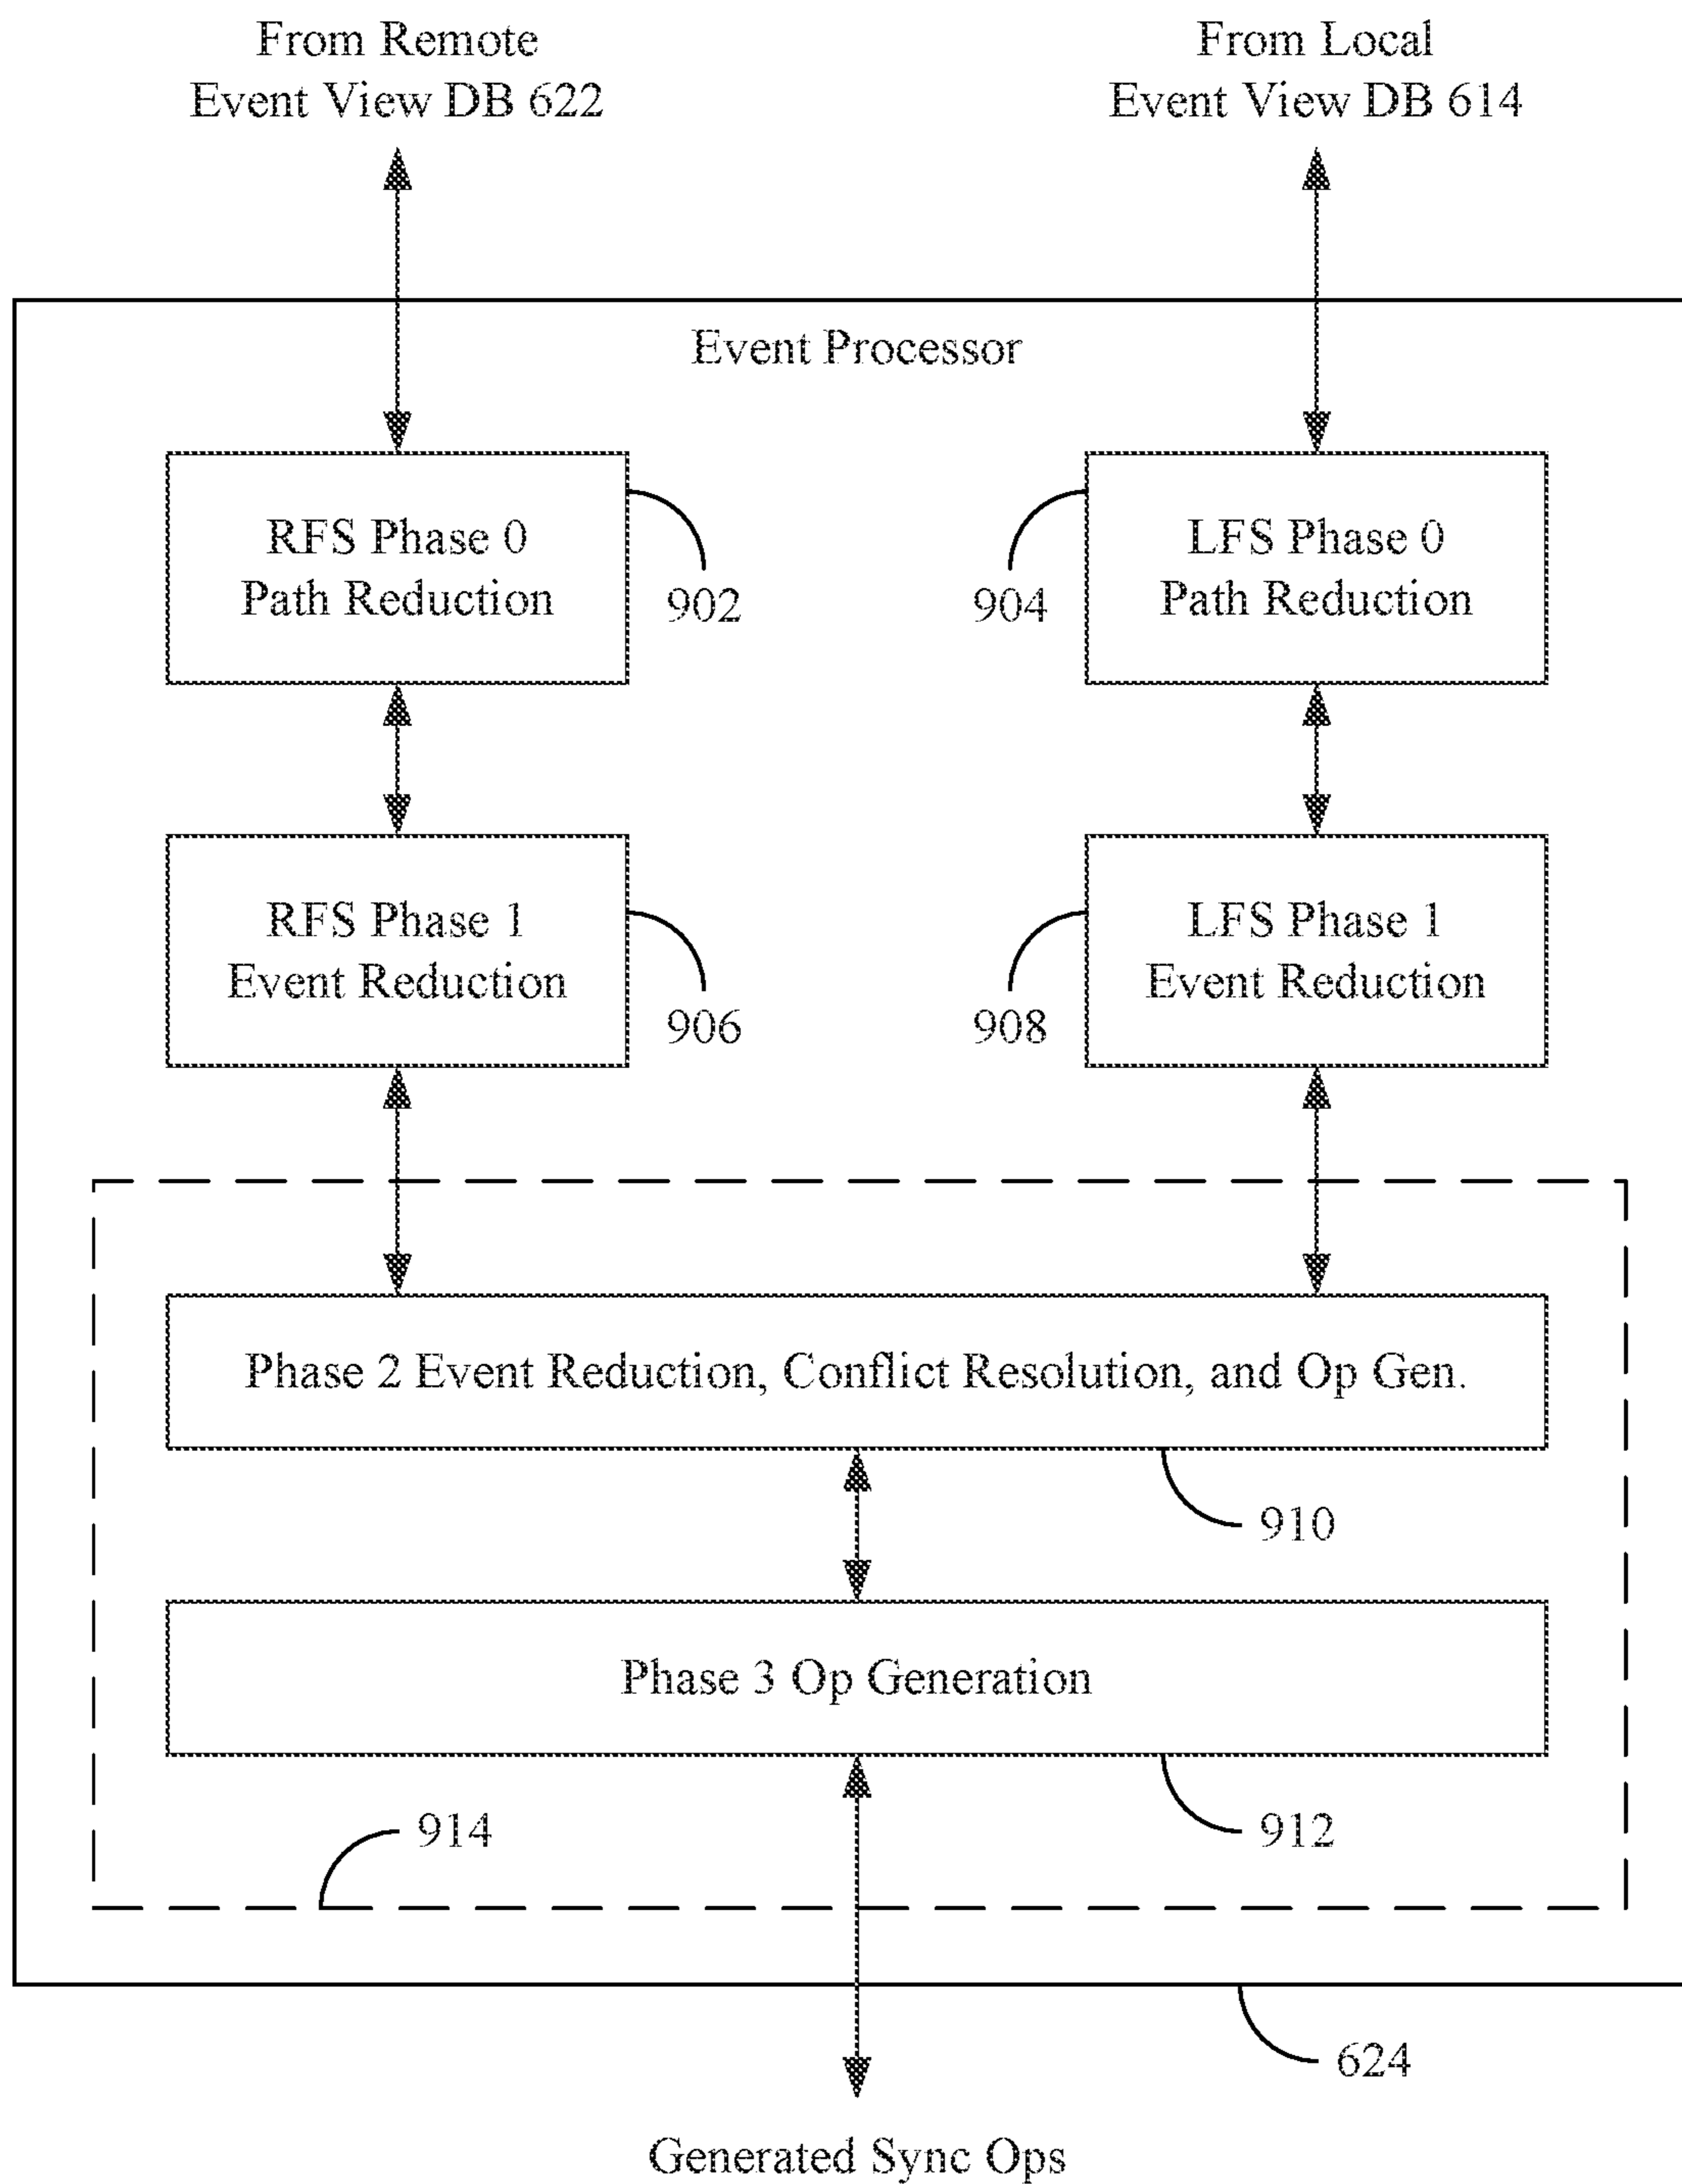 From Remote
Event View DB 622
From Local
Event View DB 614
Event Processor
RFS Phase 0
Path Reduction
902
904
LFS Phase 0
Path Reduction
RFS Phase 1
Event Reduction
906
908
LFS Phase 1
Event Reduction
Phase 2 Event Reduction, Conflict Resolution, and Op Gen.
910
Phase 3 Op Generation
914
912
624
Generated Sync Ops